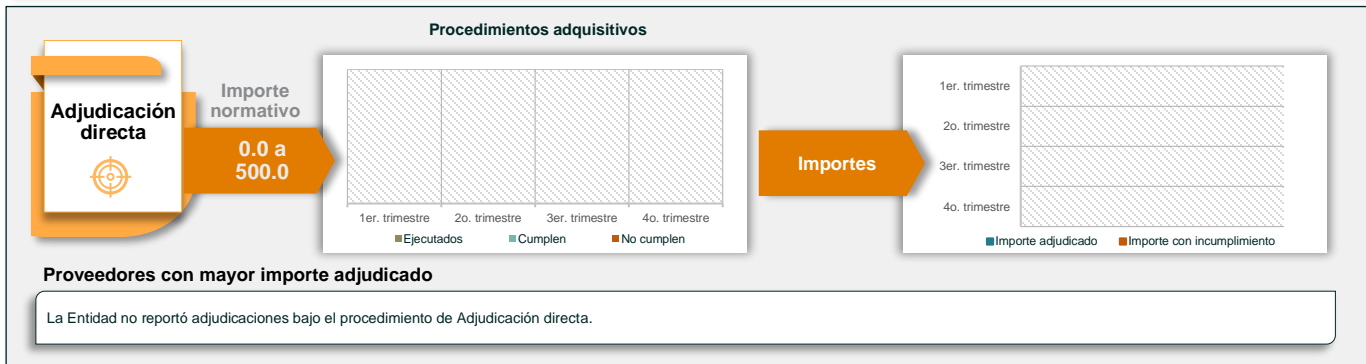 Procedimientos adquisitivos
Adjudicación
directa
Importe
normativo
0.0 a
500.0
1er. trimestre
2o. trimestre
3er. trimestre
4o. trimestre
Ejecutados
Cumplen
No cumplen
Importes
1er. trimestre
2o. trimestre
3er. trimestre
4o. trimestre
Importe adjudicado
Importe con incumplimiento
Proveedores con mayor importe adjudicado
La Entidad no reportó adjudicaciones bajo el procedimiento de Adjudicación directa.